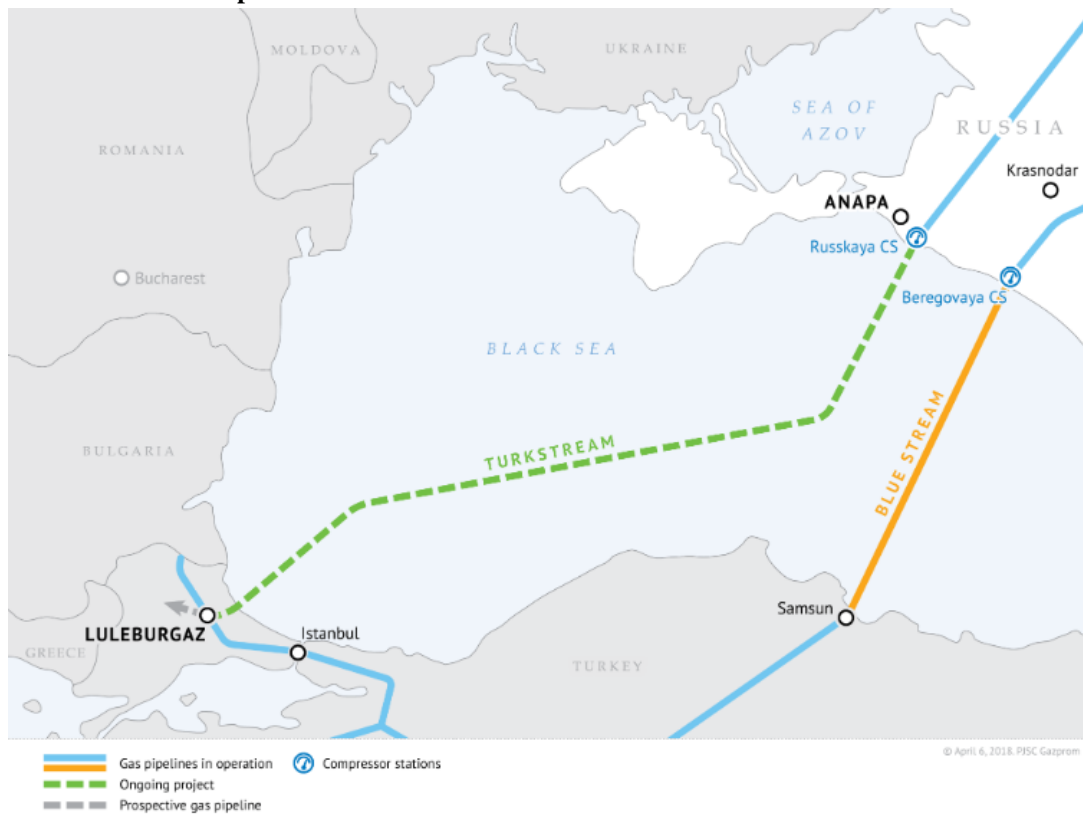 MOLDOVA
UKRAINE
SEA OF
AZOV
RUSSIA
ROMANIA
Krasnodar
ANAPA
Russkaya CS
Bucharest
Beregovaya CS
BLACK SEA
BLUE STREAM
TURKSTREAM
BULGARIA
Samsun
LULEBURGAZ
Istanbul
GREECE
TURKEY
Gas pipelines in operation
Compressor stations
© April 6, 2018. PJSC Gazprom
Ongoing project
Prospective gas pipeline